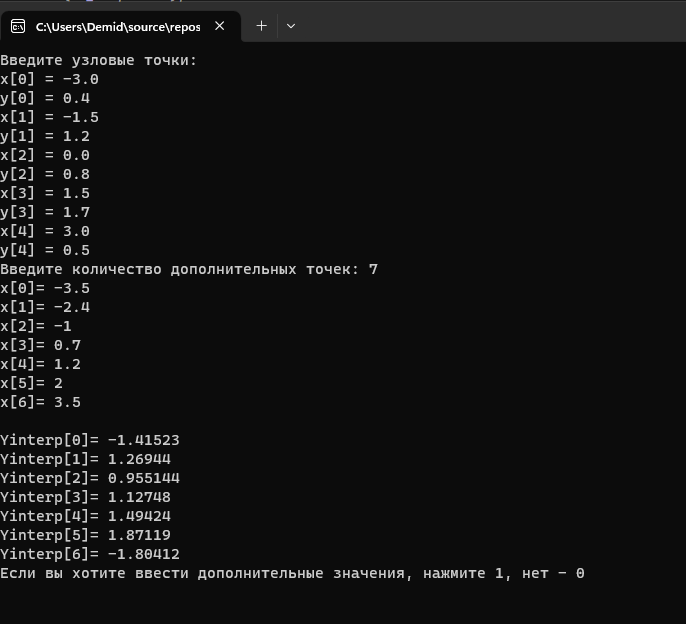 C:\Users\Demid\source\repos
Введите узловые точки:
x[0] = -3.0
y[0] = 0.4
x[1] = -1.5
y[1] = 1.2
x[2] = 0.0
y[2] = 0.8
x[3] = 1.5
y[3] = 1.7
x[4] = 3.0
y[4] = 0.5
Введите количество дополнительных точек: 7
x[0]= -3.5
x[1]= -2.4
x[2]= -1
x[3]= 0.7
x[4]= 1.2
x[5]= 2
x[6]= 3.5
Yinterp[0]= -1.41523
Yinterp[1]= 1.26944
Yinterp[2]= 0.955144
Yinterp[3]= 1.12748
Yinterp[4]= 1.49424
Yinterp[5]= 1.87119
Yinterp[6]= -1.80412
Если вы хотите ввести дополнительные значения, нажмите 1, нет - 0